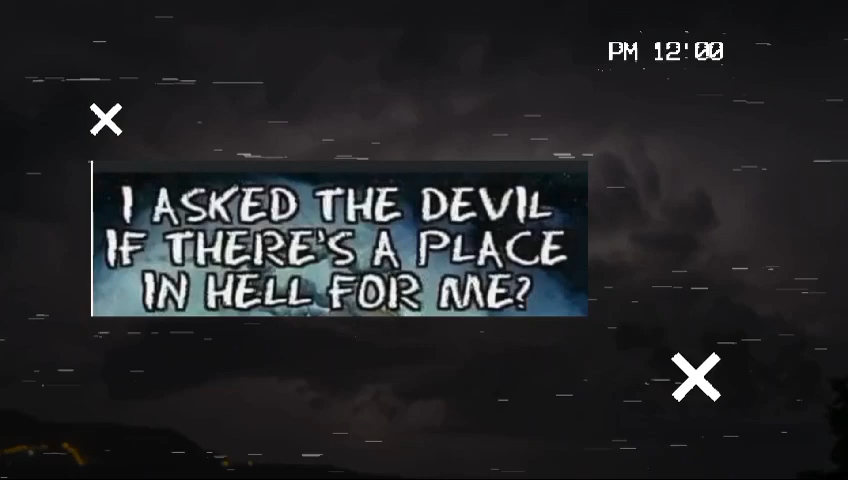 PM 12:00
I ASKED THE DEVIL
IF THERE'S A PLACE
IN HELL FOR ME?